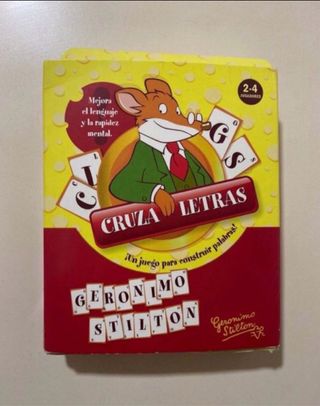 Mejora
el lenguaje
y la rapidez
mental.
2-4
JUGADORES
C I
G S
CRUZA LETRAS
¡Un juego para construir palabras!
GERONIMO
STILTON
Geronimo
Stilton